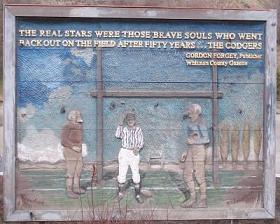 THE REAL STARS WERE THOSE BRAVE SOULS WHO WENT
BACK OUT ON THE FIELD AFTER FIFTY YEARS ∴ THE CODGERS
GORDON FORGEY, Publisher
Whitman County Gazette